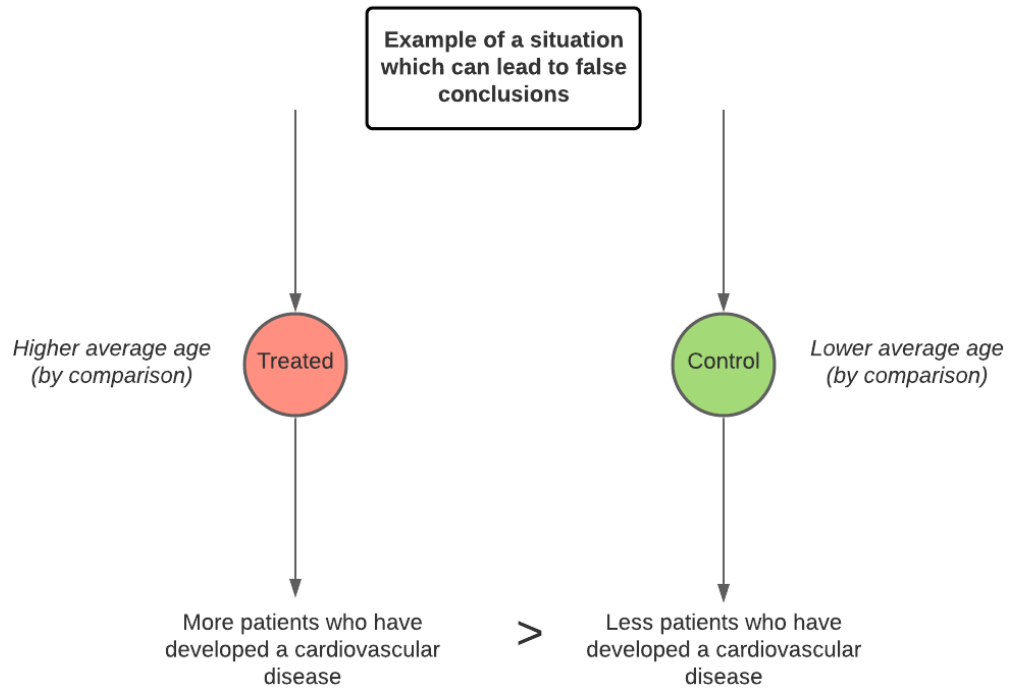 Example of a situation
which can lead to false
conclusions
Higher average age
(by comparison)
Treated
Control
Lower average age
(by comparison)
More patients who have
developed a cardiovascular
disease
>
Less patients who have
developed a cardiovascular
disease